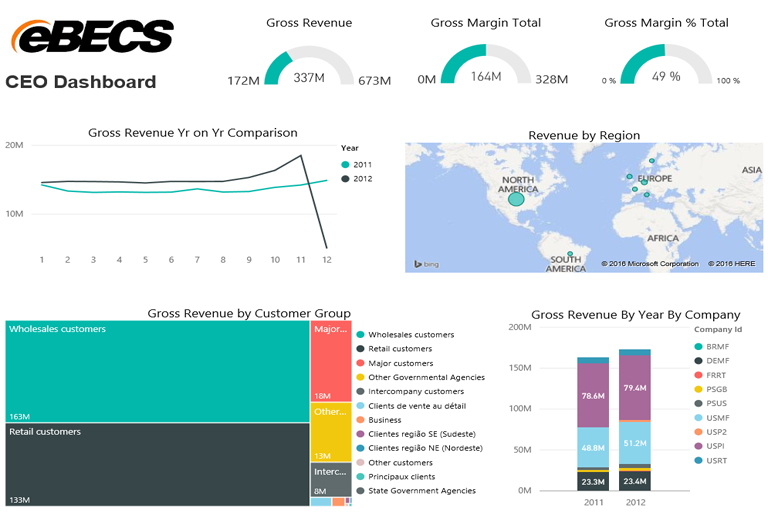 eBECS
CEO Dashboard
Gross Revenue
172M
337M
673M
Gross Margin Total
0M
164M
328M
Gross Margin % Total
0 %
49 %
100 %
Gross Revenue Yr on Yr Comparison
20M
10M
1 2 3 4 5 6 7 8 9 10 11 12
Year
2011
2012
Revenue by Region
NORTH
AMERICA
EUROPE
ASIA
AFRICA
SOUTH
AMERICA
bing
© 2016 Microsoft Corporation © 2016 HERE
Gross Revenue by Customer Group
Wholesales customers
163M
Retail customers
133M
Major...
18M
Other...
13M
Interc...
8M
Wholesales customers
Retail customers
Major customers
Other Governmental Agencies
Intercompany customers
Clients de vente au détail
Business
Clientes região SE (Sudeste)
Clientes região NE (Nordeste)
Other customers
Principaux clients
State Government Agencies
Gross Revenue By Year By Company
200M
150M
100M
50M
0M
78.6M
48.8M
23.3M
79.4M
51.2M
23.4M
2011 2012
Company Id
BRMF
DEMF
FRRT
PSGB
PSUS
USMF
USP2
USPI
USRT